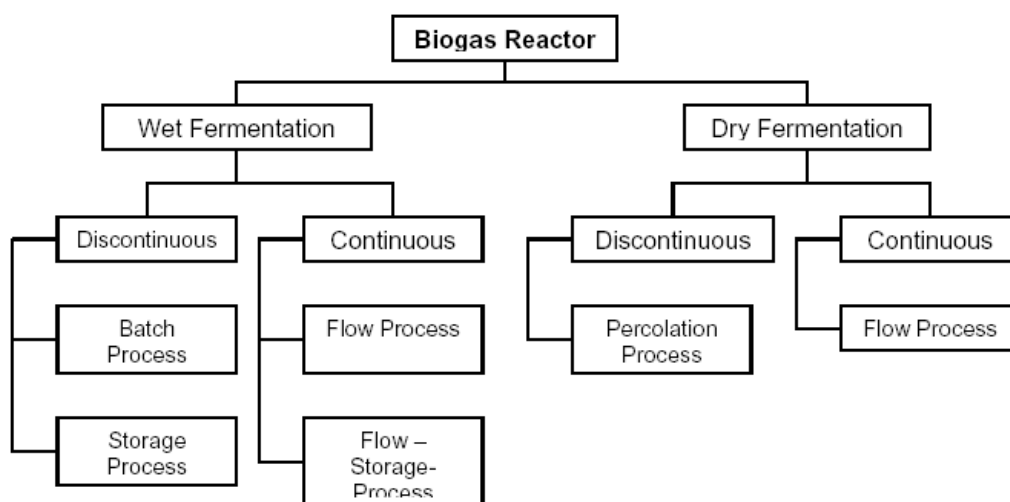 Biogas Reactor
Wet Fermentation
Dry Fermentation
Discontinuous
Continuous
Discontinuous
Continuous
Batch
Process
Flow Process
Percolation
Process
Flow Process
Storage
Process
Flow –
Storage-
Process